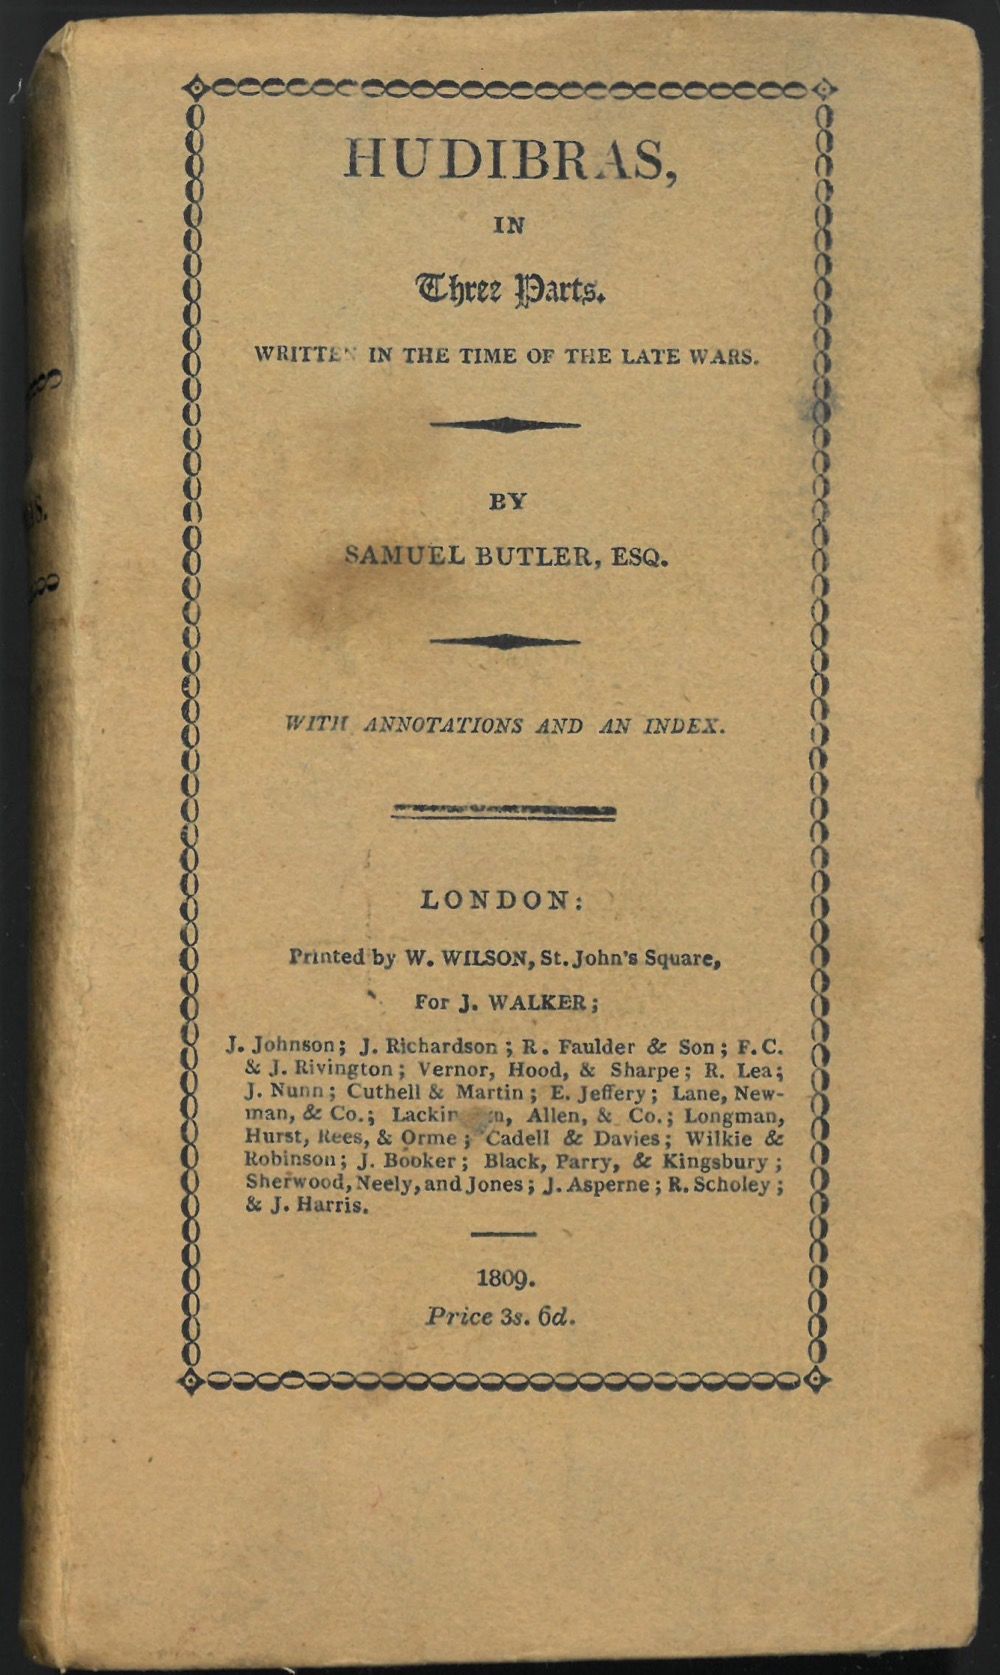 HUDIBRAS,
IN
Three Parts.
WRITTEN IN THE TIME OF THE LATE WARS.
BY
SAMUEL BUTLER, ESQ.
WITH ANNOTATIONS AND AN INDEX.
LONDON:
Printed by W. WILSON, St. John's Square,
For J. WALKER;
J. Johnson; J. Richardson; R. Faulder & Son; F. C.
& J. Rivington; Vernor, Hood, & Sharpe; R. Lea;
J. Nunn; Cuthell & Martin; E. Jeffery; Lane, New-
man, & Co.; Allen, & Co.; Longman,
Hurst, Rees, & Orme; Cadell & Davies; Wilkie &
Robinson; J. Booker; Black, Parry, & Kingsbury;
Sherwood, Neely, and Jones; J. Asperne; R. Scholey;
& J. Harris.
1809.
Price 3s. 6d.